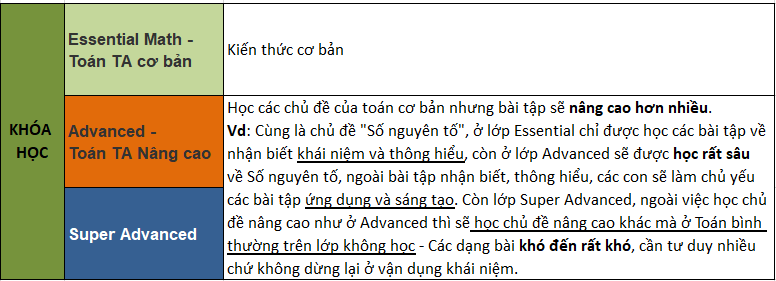 KHÓA
HỌC
Essential Math -
Toán TA cơ bản
Kiến thức cơ bản
Advanced -
Toán TA Nâng cao
Super Advanced
Học các chủ đề của toán cơ bản nhưng bài tập sẽ nâng cao hơn nhiều.
Vd: Cùng là chủ đề "Số nguyên tố", ở lớp Essential chỉ được học các bài tập về
nhận biết khái niệm và thông hiểu, còn ở lớp Advanced sẽ được học rất sâu
về Số nguyên tố, ngoài bài tập nhận biết, thông hiểu, các con sẽ làm chủ yếu
các bài tập ứng dụng và sáng tạo. Còn lớp Super Advanced, ngoài việc học chủ
đề nâng cao như ở Advanced thì sẽ học chủ đề nâng cao khác mà ở Toán bình
thường trên lớp không học - Các dạng bài khó đến rất khó, cần tư duy nhiều
chứ không dừng lại ở vận dụng khái niệm.